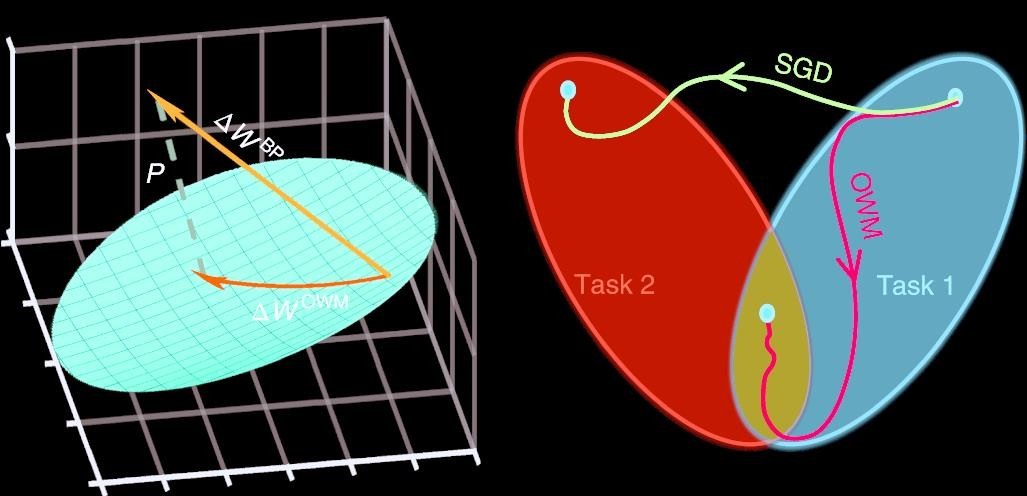 ΔW^BP
P
ΔW^OWM
SGD
OWM
Task 2
Task 1